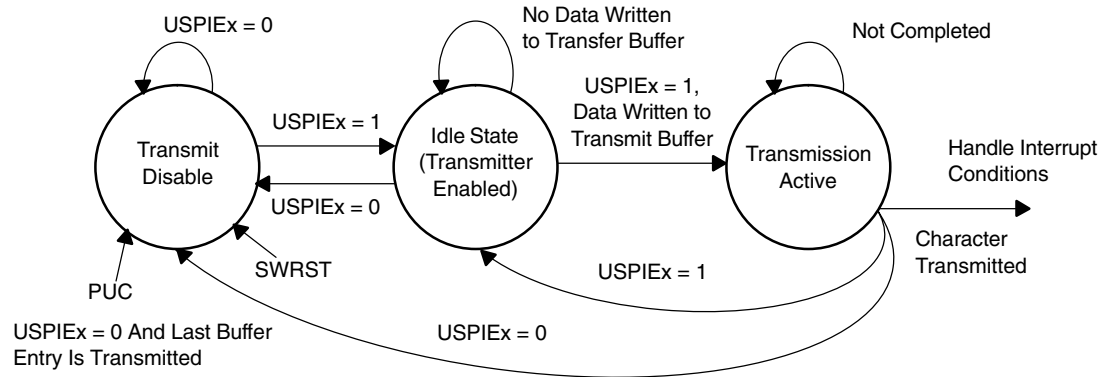 USPIEx = 0
No Data Written
to Transfer Buffer
Not Completed
USPIEx = 1
USPIEx = 1,
Data Written to
Transmit Buffer
Transmit
Disable
Idle State
(Transmitter
Enabled)
Transmission
Active
Handle Interrupt
Conditions
USPIEx = 0
SWRST
PUC
USPIEx = 1
Character
Transmitted
USPIEx = 0 And Last Buffer
Entry Is Transmitted
USPIEx = 0